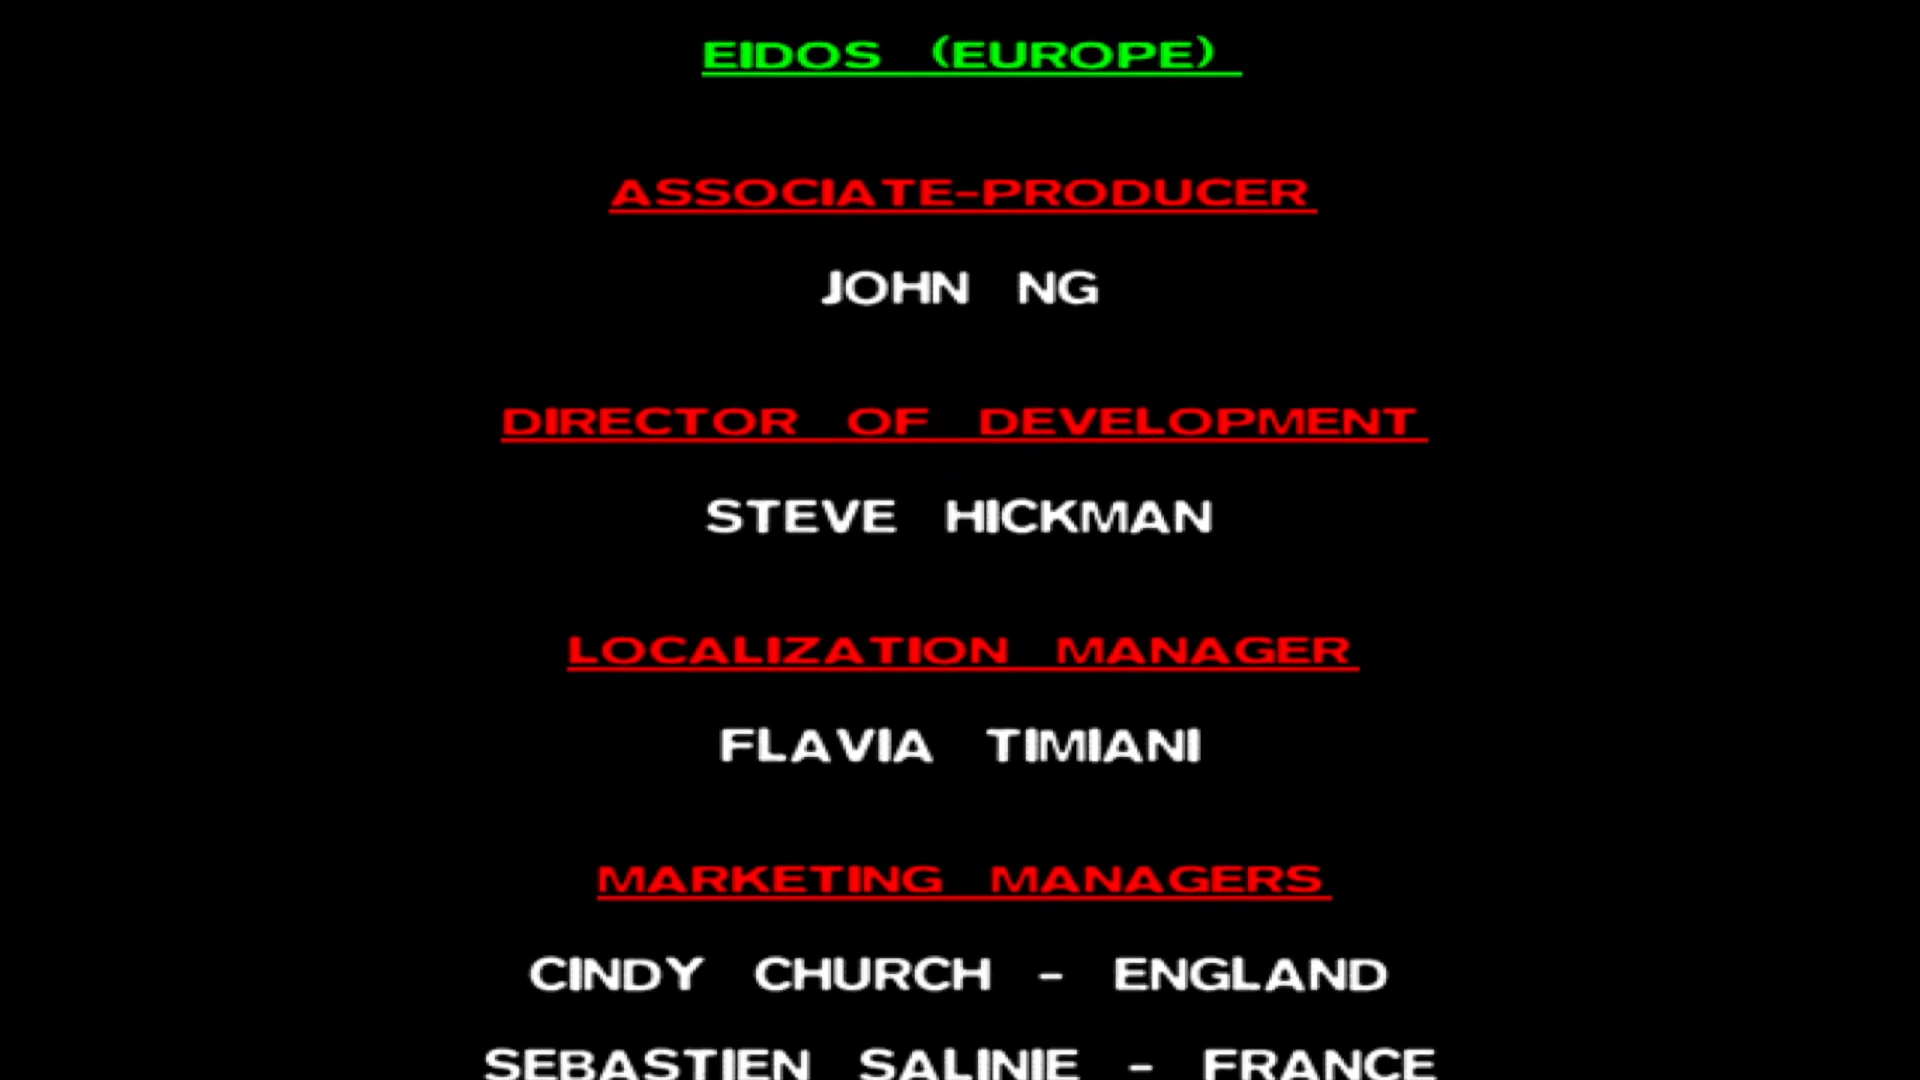 EIDOS (EUROPE)
ASSOCIATE-PRODUCER
JOHN NG
DIRECTOR OF DEVELOPMENT
STEVE HICKMAN
LOCALIZATION MANAGER
FLAVIA TIMIANI
MARKETING MANAGERS
CINDY CHURCH - ENGLAND
SEBASTIEN SALINIE - FRANCE